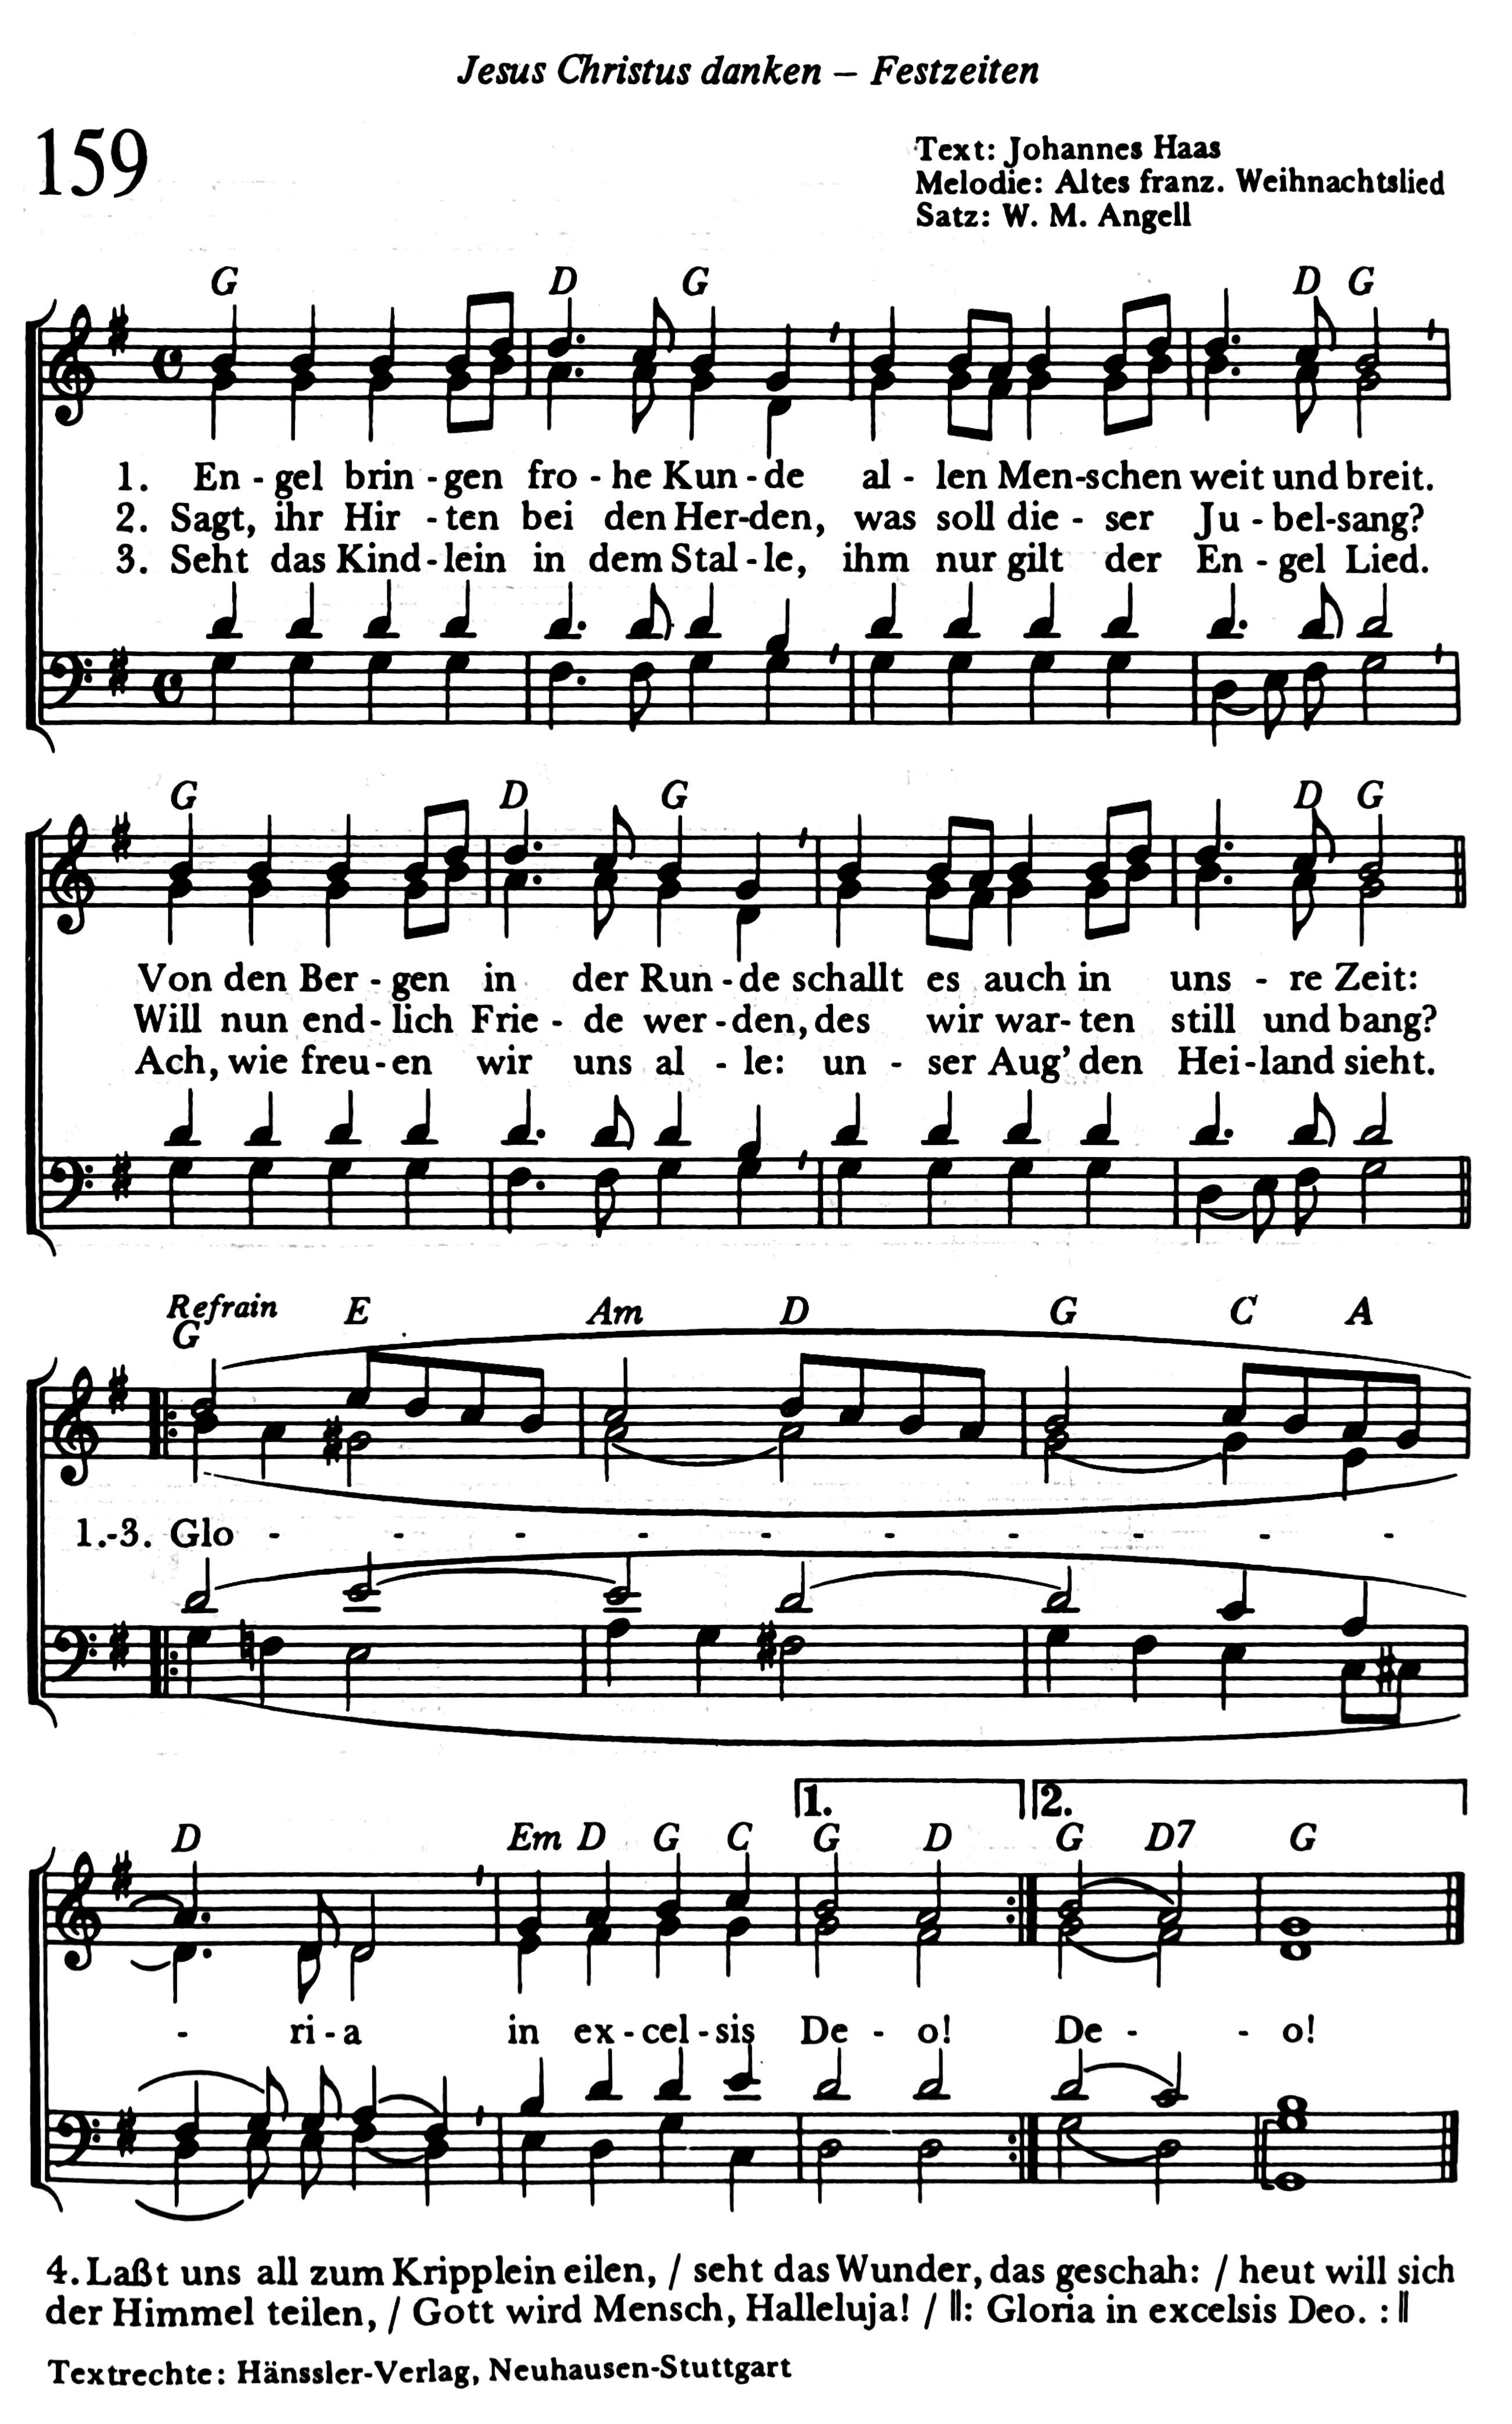 Jesus Christus danken – Festzeiten
159
Text: Johannes Haas
Melodie: Altes franz. Weihnachtslied
Satz: W. M. Angell
G D G D G
1. En - gel brin - gen fro - he Kun - de al - len Men-schen weit und breit.
2. Sagt, ihr Hir - ten bei den Her-den, was soll die - ser Ju - bel-sang?
3. Seht das Kind-lein in dem Stal - le, ihm nur gilt der En - gel Lied.
G D G D G
Von den Ber - gen in der Run - de schallt es auch in uns - re Zeit:
Will nun end- lich Frie - de wer - den, des wir war- ten still und bang?
Ach, wie freu - en wir uns al - le: un - ser Aug' den Hei - land sieht.
Refrain
G E Am D G C A
1.-3. Glo - - - - - - - - - -
1. 2.
D Em D G C G D G D7 G
- ri - a in ex - cel - sis De - o! De - - o!
4. Laßt uns all zum Kripplein eilen, / seht das Wunder, das geschah: / heut will sich
der Himmel teilen, / Gott wird Mensch, Halleluja! / ‖: Gloria in excelsis Deo. :‖
Textrechte: Hänssler-Verlag, Neuhausen-Stuttgart